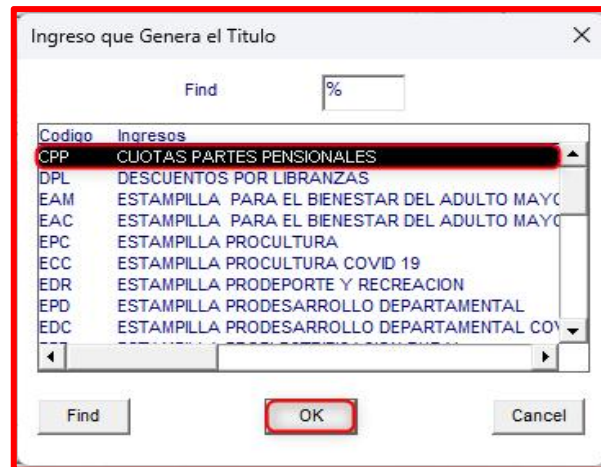 Ingreso que Genera el Titulo
Find %
Codigo Ingresos
CPP CUOTAS PARTES PENSIONALES
DPL DESCUENTOS POR LIBRANZAS
EAM ESTAMPILLA PARA EL BIENESTAR DEL ADULTO MAYO
EAC ESTAMPILLA PARA EL BIENESTAR DEL ADULTO MAYO
EPC ESTAMPILLA PROCULTURA
ECC ESTAMPILLA PROCULTURA COVID 19
EDR ESTAMPILLA PRODEPORTE Y RECREACION
EPD ESTAMPILLA PRODESARROLLO DEPARTAMENTAL
EDC ESTAMPILLA PRODESARROLLO DEPARTAMENTAL COV
Find OK Cancel